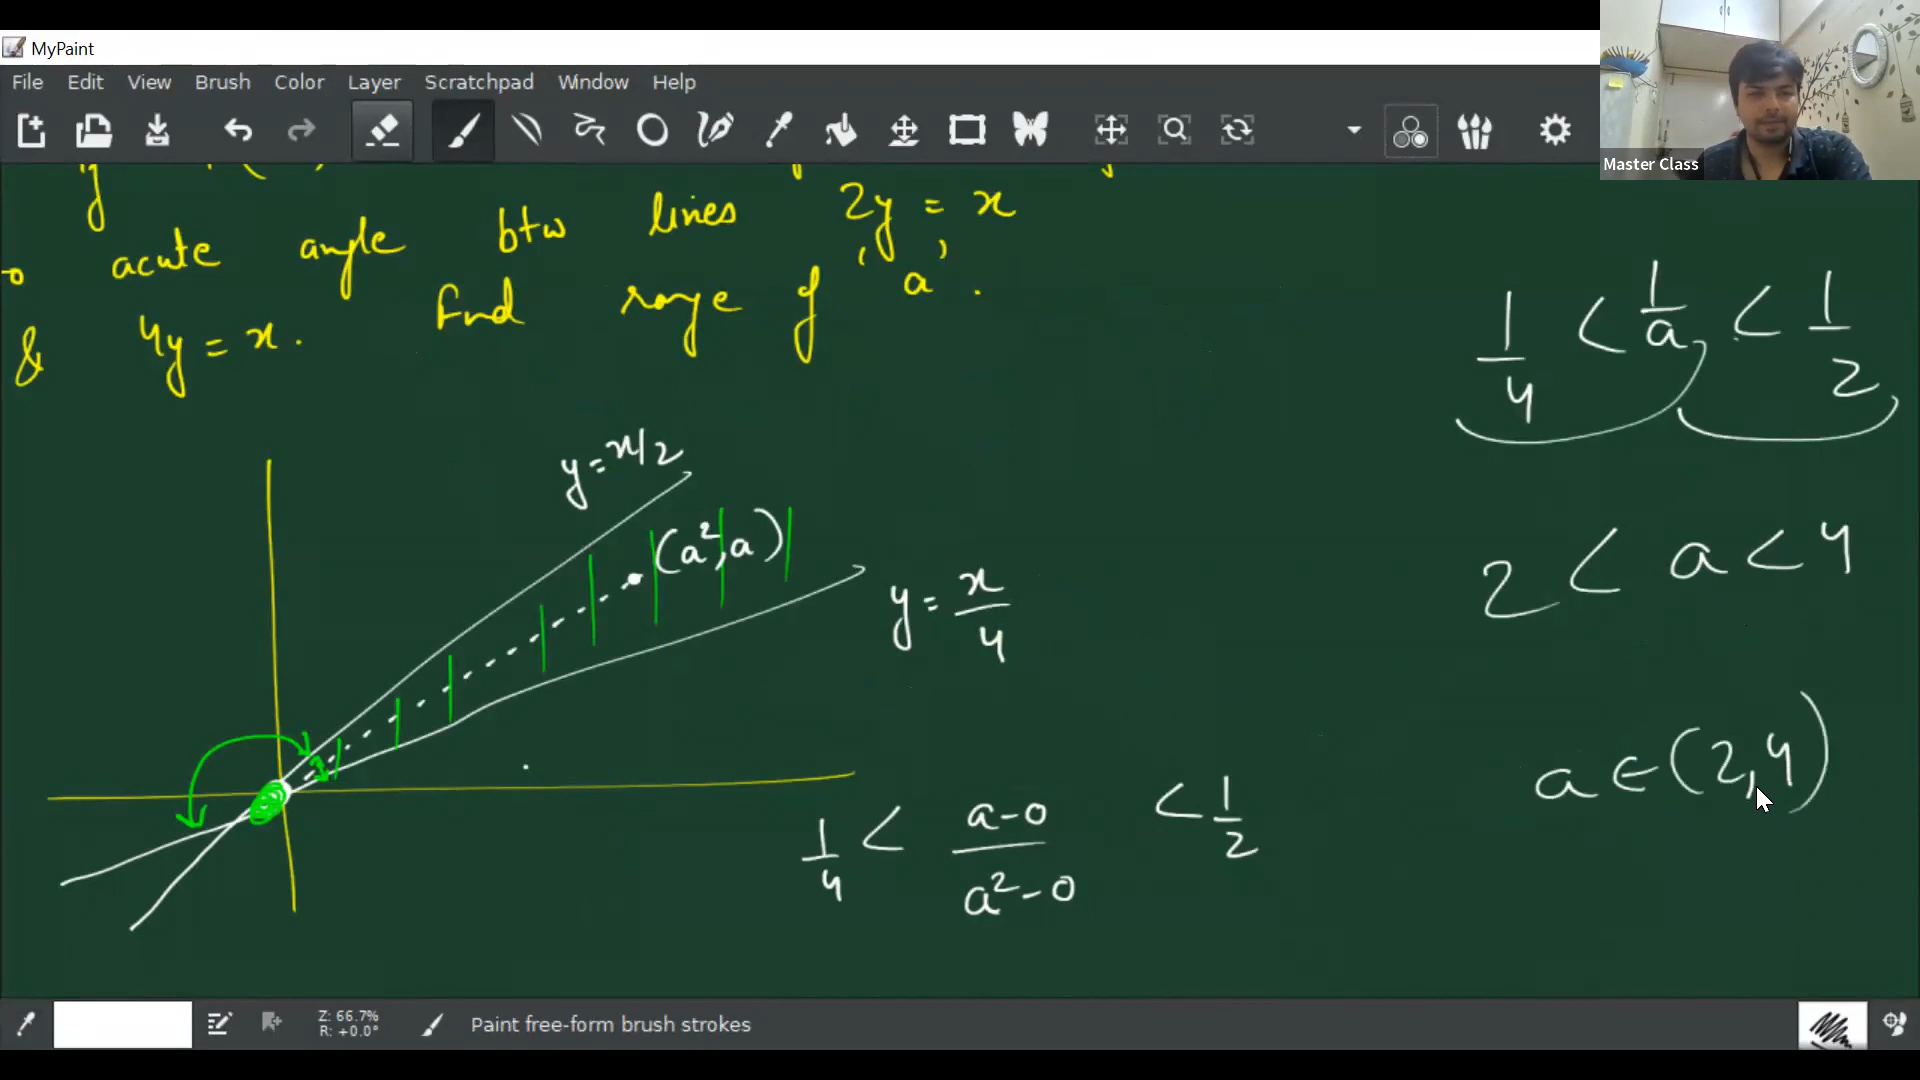 MyPaint
File Edit View Brush Color Layer Scratchpad Window Help
Master Class
acute angle btw lines 2y = x
& 4y = x. Find range of 'a'.
y = x/2
(a², a)
y = x/4
1/4 < (a-0)/(a²-0) < 1/2
1/4 < 1/a < 1/2
2 < a < 4
a ∈ (2,4)
Z: 66.7%
R: +0.0°
Paint free-form brush strokes